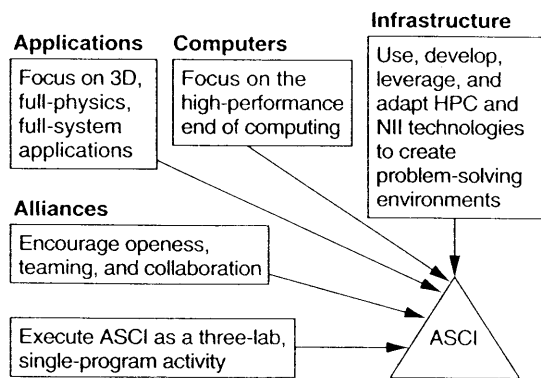 Applications
Focus on 3D,
full-physics,
full-system
applications
Computers
Focus on the
high-performance
end of computing
Infrastructure
Use, develop,
leverage, and
adapt HPC and
NII technologies
to create
problem-solving
environments
Alliances
Encourage openess,
teaming, and collaboration
Execute ASCI as a three-lab,
single-program activity
ASCI